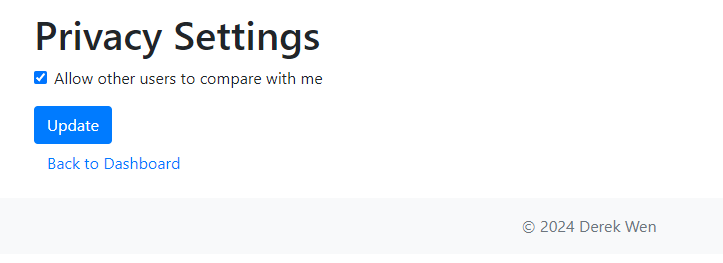 Privacy Settings
Allow other users to compare with me
Update
Back to Dashboard
© 2024 Derek Wen